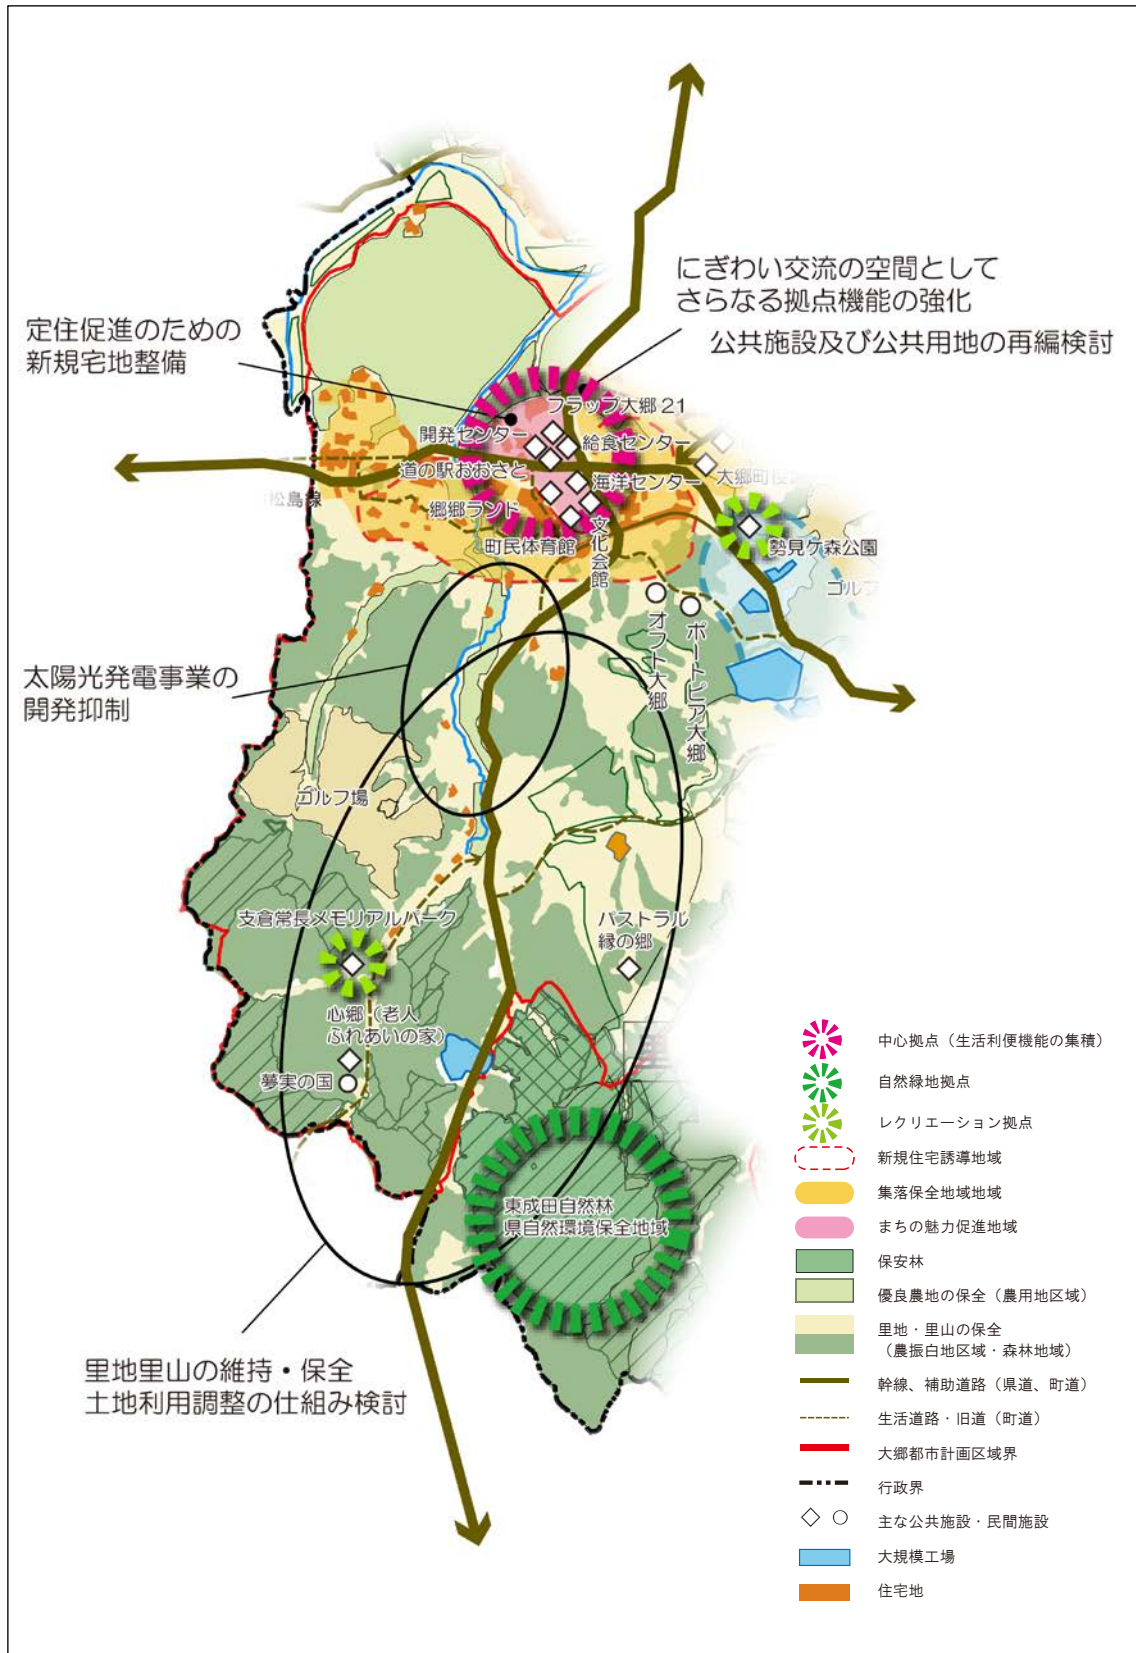 にぎわい交流の空間として
さらなる拠点機能の強化
公共施設及び公共用地の再編検討
定住促進のための
新規宅地整備
フラップ大郷 21
開発センター
給食センター
道の駅おおさと
海洋センター
大郷町役
松島線
郷郷ランド
町民体育館
文化会館
勢見ケ森公園
ゴルフ
オフト大郷
ボートピア大郷
太陽光発電事業の
開発抑制
ゴルフ場
支倉常長メモリアルパーク
パストラル
縁の郷
心郷（老人
ふれあいの家）
夢実の国
東成田自然林
県自然環境保全地域
里地里山の維持・保全
土地利用調整の仕組み検討
中心拠点（生活利便機能の集積）
自然緑地拠点
レクリエーション拠点
新規住宅誘導地域
集落保全地域地域
まちの魅力促進地域
保安林
優良農地の保全（農用地区域）
里地・里山の保全
（農振白地区域・森林地域）
幹線、補助道路（県道、町道）
生活道路・旧道（町道）
大郷都市計画区域界
行政界
主な公共施設・民間施設
大規模工場
住宅地